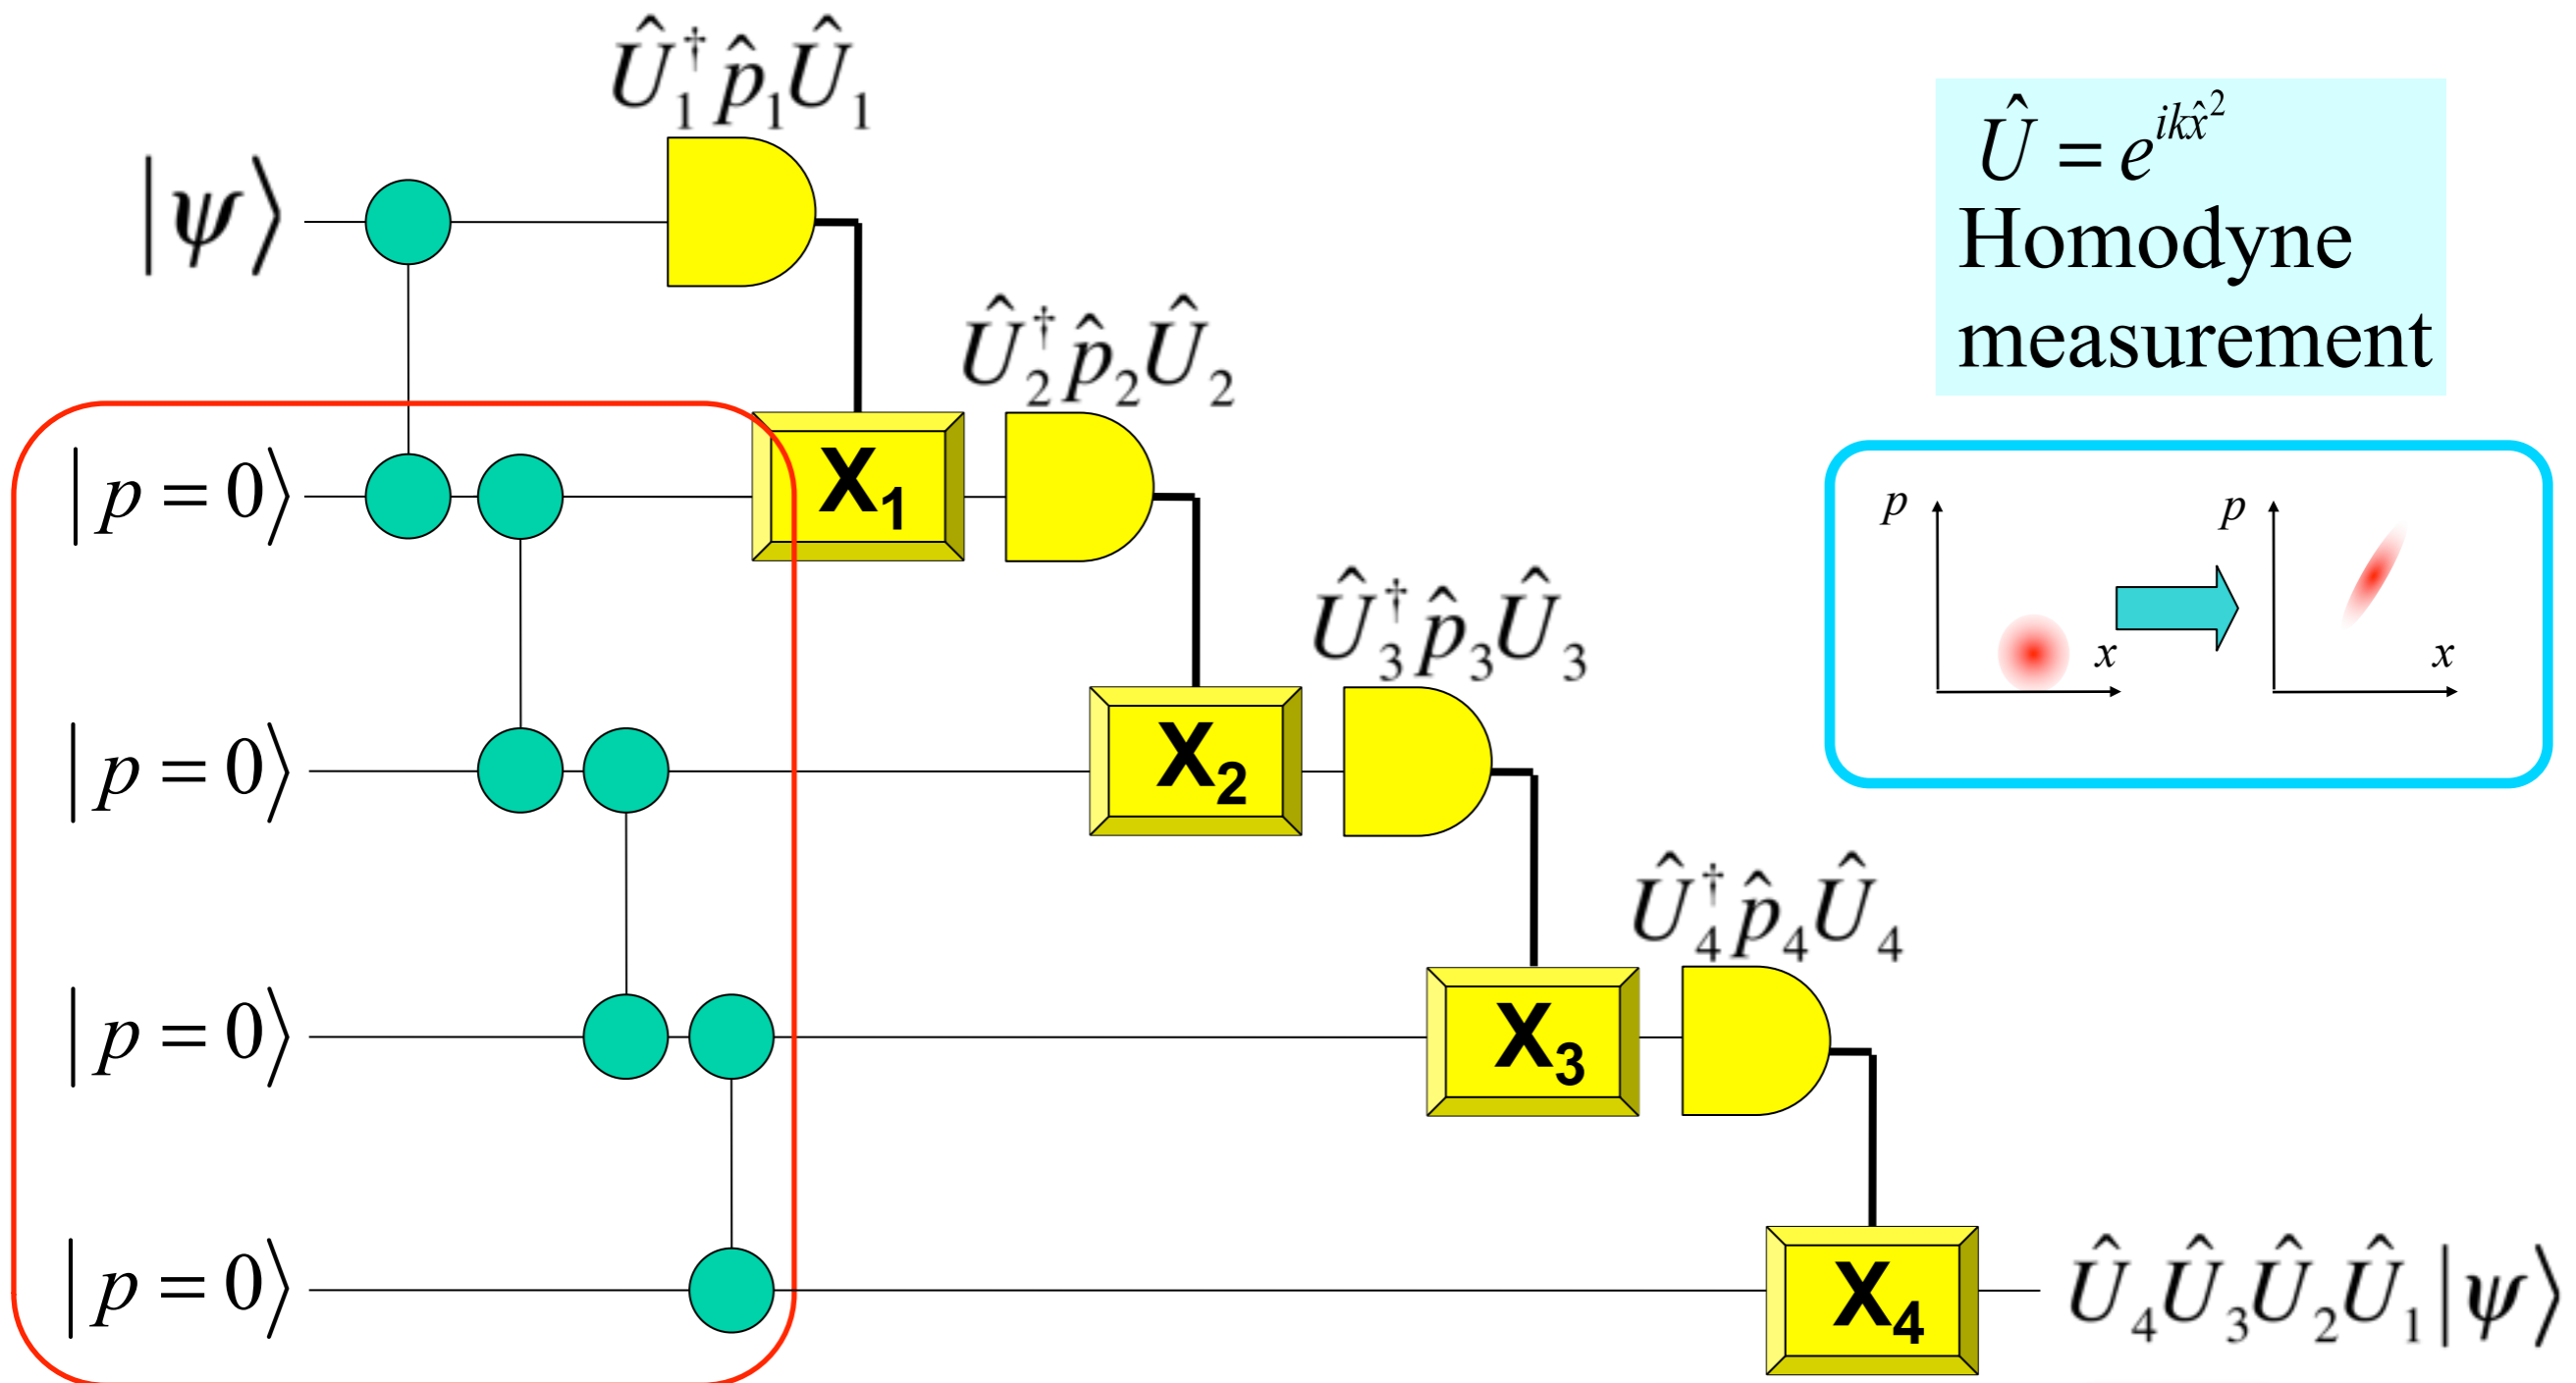 Û₁†p̂₁Û₁
|ψ⟩
Û = e^{ikx̂²}
Homodyne
measurement
Û₂†p̂₂Û₂
|p = 0⟩
X₁
p
x
p
x
Û₃†p̂₃Û₃
|p = 0⟩
X₂
Û₄†p̂₄Û₄
|p = 0⟩
X₃
|p = 0⟩
X₄
Û₄Û₃Û₂Û₁|ψ⟩